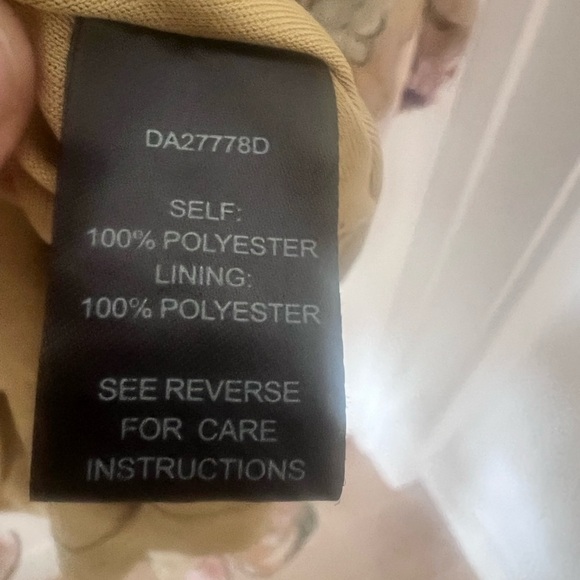 DA27778D
SELF:
100% POLYESTER
LINING:
100% POLYESTER
SEE REVERSE
FOR CARE
INSTRUCTIONS